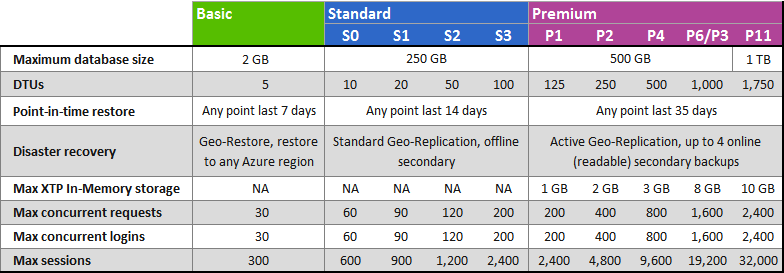 Basic Standard Premium
S0 S1 S2 S3 P1 P2 P4 P6/P3 P11
Maximum database size 2 GB 250 GB 500 GB 1 TB
DTUs 5 10 20 50 100 125 250 500 1,000 1,750
Point-in-time restore Any point last 7 days Any point last 14 days Any point last 35 days
Disaster recovery Geo-Restore, restore to any Azure region Standard Geo-Replication, offline secondary Active Geo-Replication, up to 4 online (readable) secondary backups
Max XTP In-Memory storage NA NA NA NA NA 1 GB 2 GB 3 GB 8 GB 10 GB
Max concurrent requests 30 60 90 120 200 200 400 800 1,600 2,400
Max concurrent logins 30 60 90 120 200 200 400 800 1,600 2,400
Max sessions 300 600 900 1,200 2,400 2,400 4,800 9,600 19,200 32,000